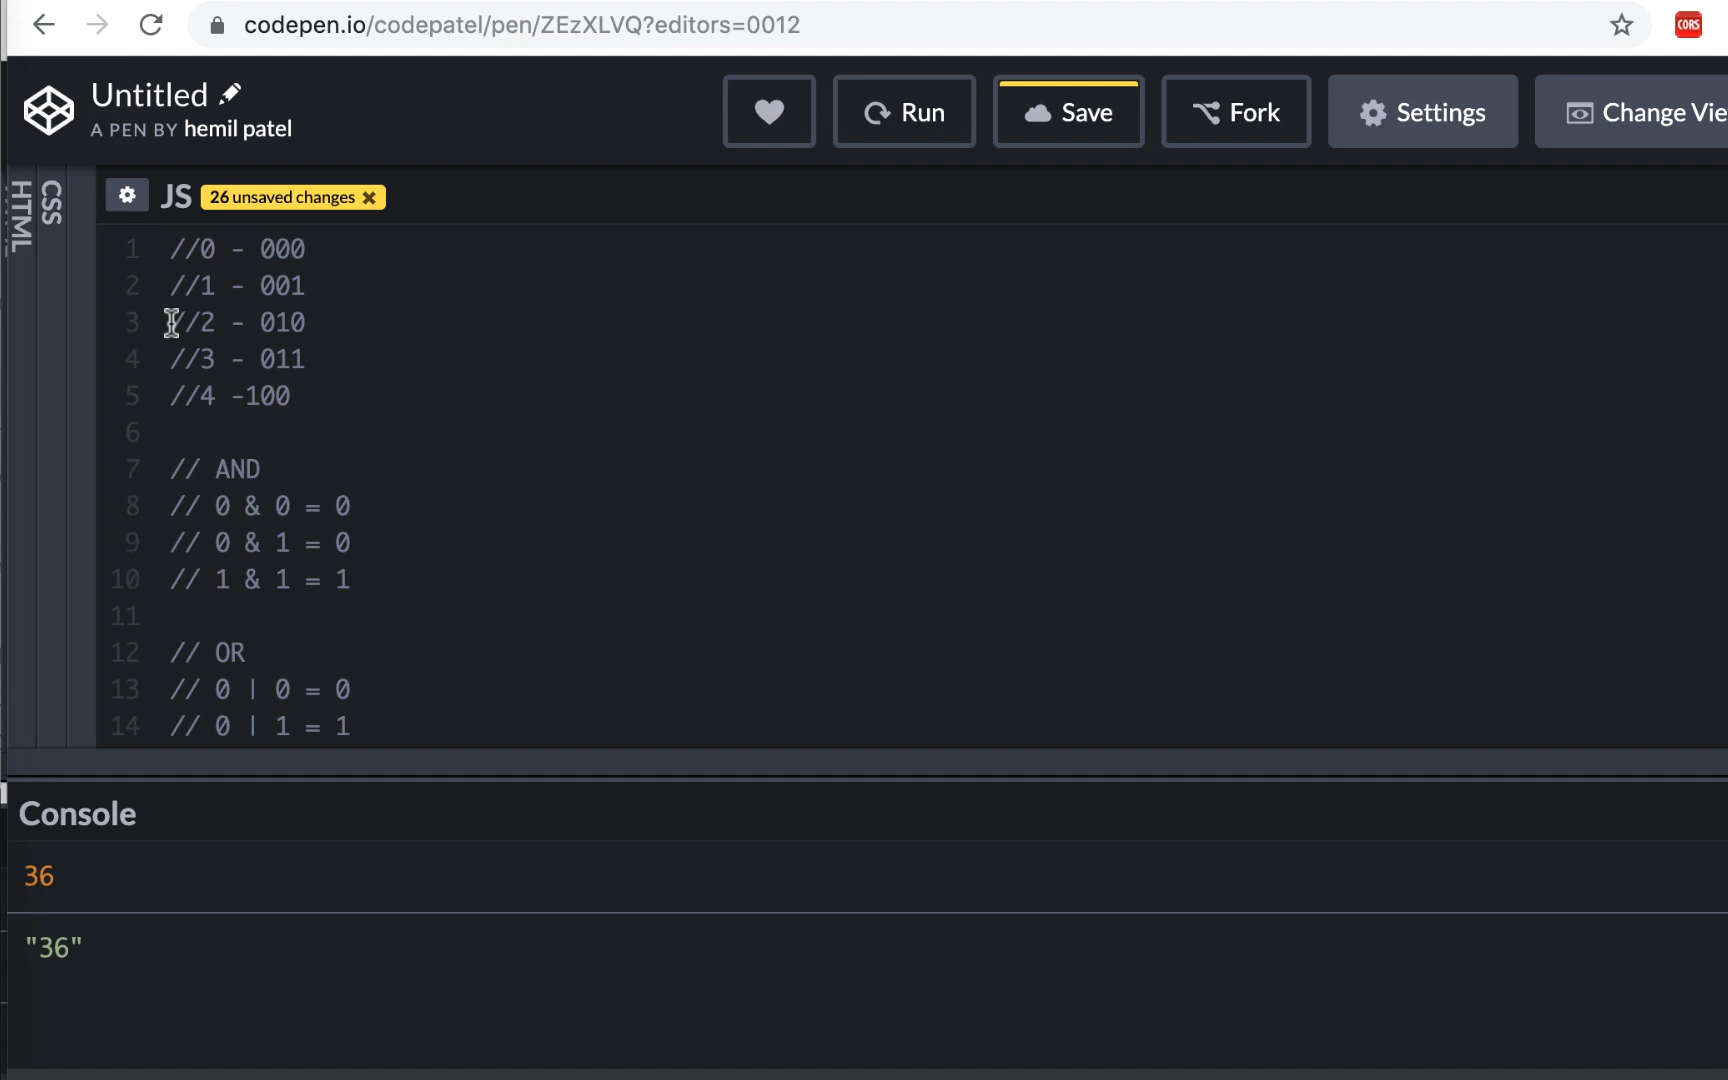 codepen.io/codepatel/pen/ZEzXLVQ?editors=0012
CORS
Untitled
A PEN BY hemil patel
Run
Save
Fork
Settings
Change Vie
HTML
CSS
JS
26 unsaved changes
1 //0 - 000
2 //1 - 001
3 //2 - 010
4 //3 - 011
5 //4 -100
6
7 // AND
8 // 0 & 0 = 0
9 // 0 & 1 = 0
10 // 1 & 1 = 1
11
12 // OR
13 // 0 | 0 = 0
14 // 0 | 1 = 1
Console
36
"36"